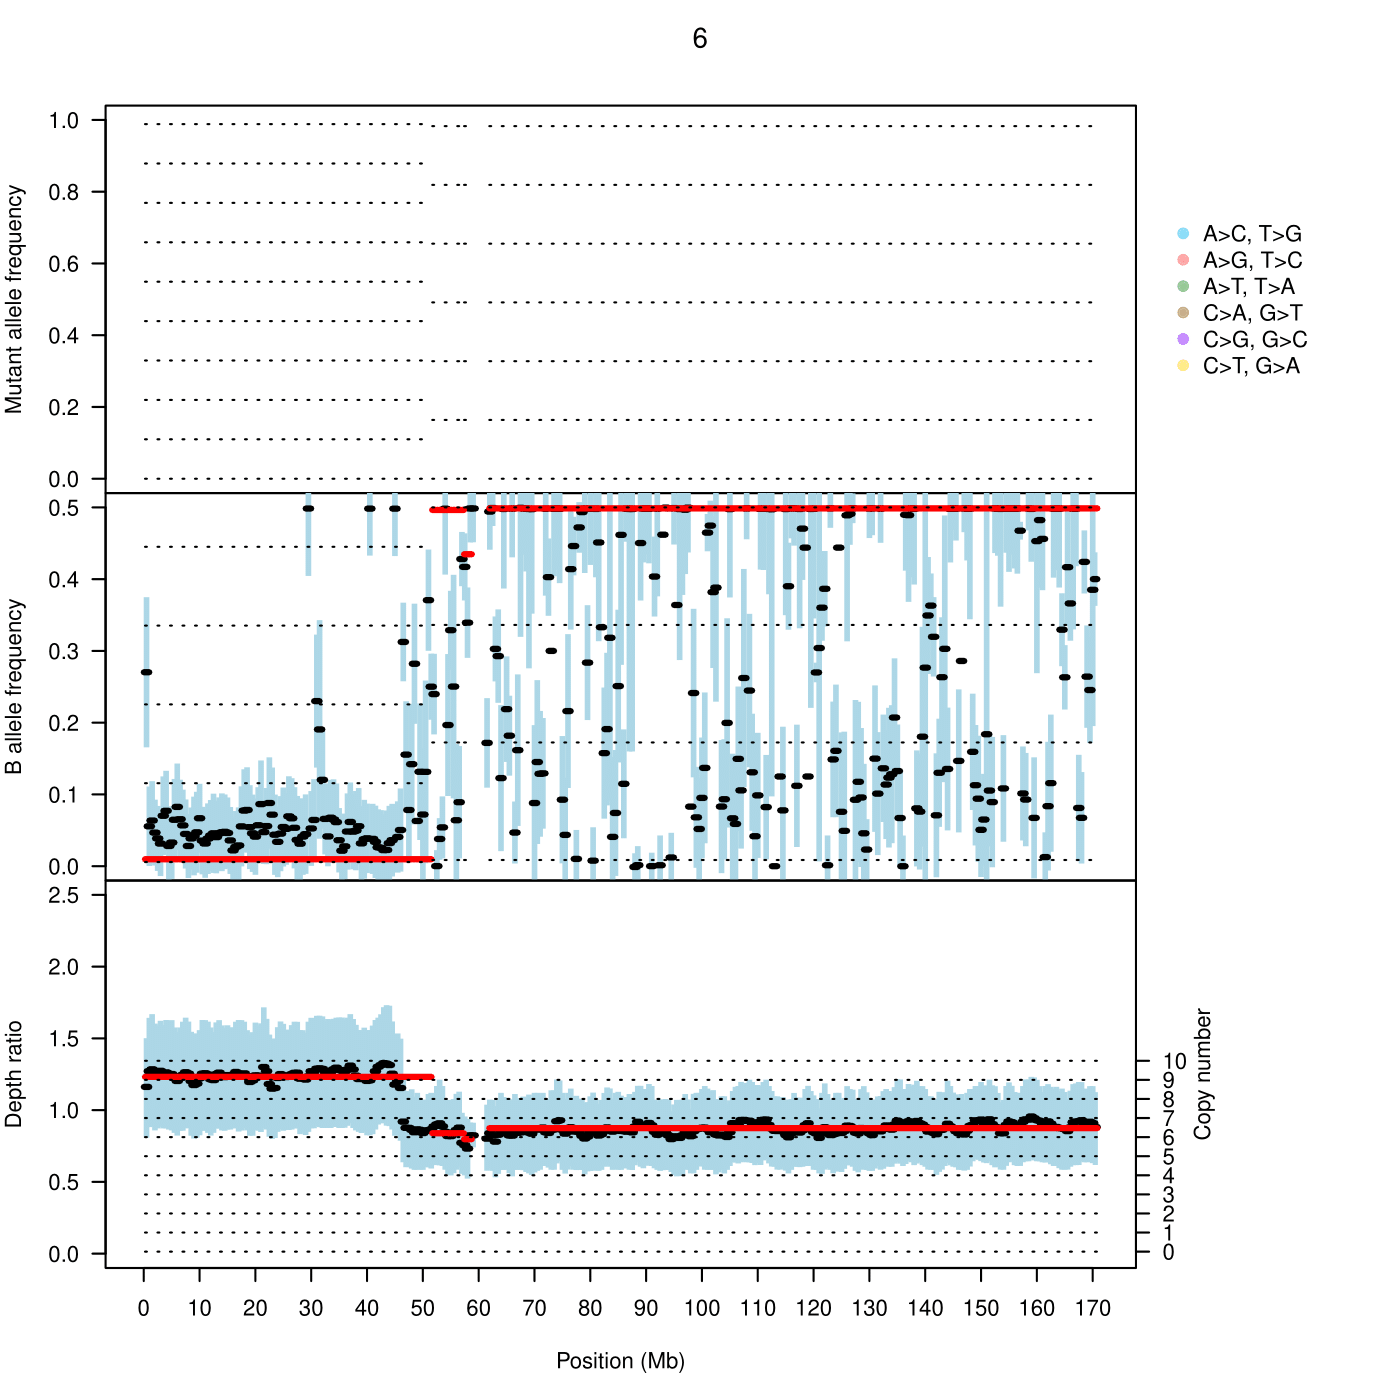 6
Mutant allele frequency
1.0
0.8
0.6
0.4
0.2
0.0
A>C, T>G
A>G, T>C
A>T, T>A
C>A, G>T
C>G, G>C
C>T, G>A
B allele frequency
0.5
0.4
0.3
0.2
0.1
0.0
Depth ratio
2.5
2.0
1.5
1.0
0.5
0.0
Copy number
10
9
8
7
6
5
4
3
2
1
0
0 10 20 30 40 50 60 70 80 90 100 110 120 130 140 150 160 170
Position (Mb)